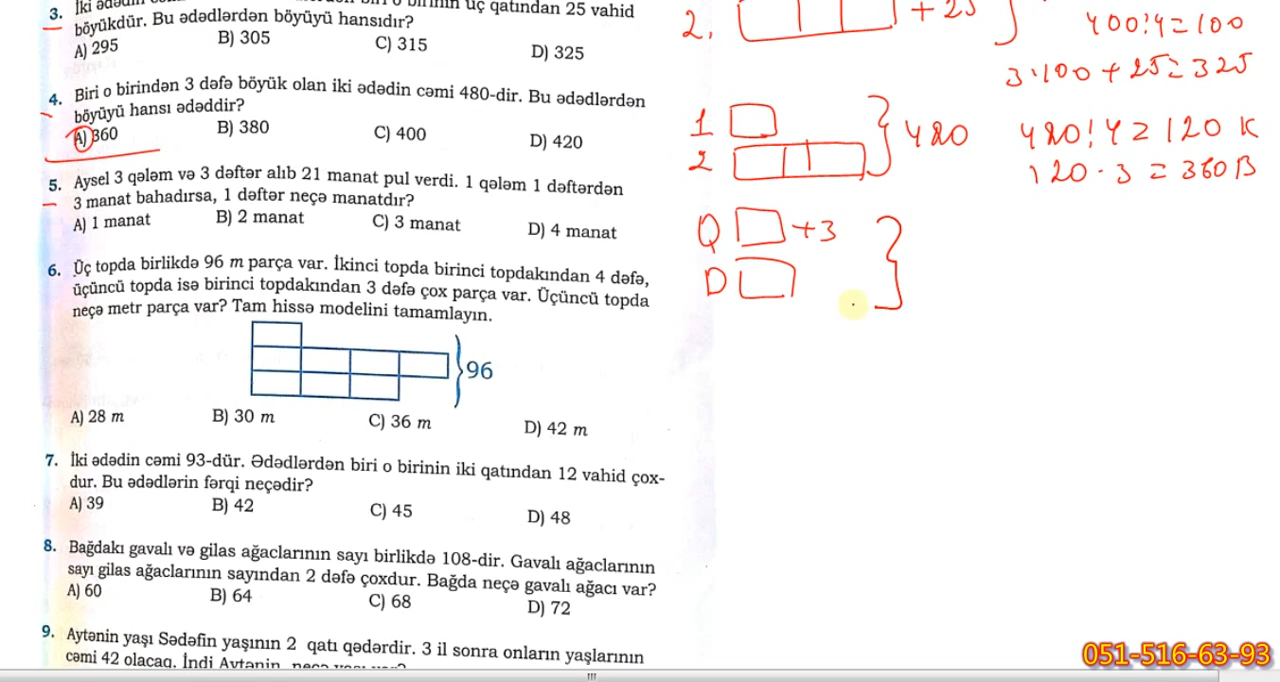 3. İki
biri o birinin üç qatından 25 vahid
böyükdür. Bu ədədlərdən böyüyü hansıdır?
A) 295 B) 305 C) 315 D) 325
4. Biri o birindən 3 dəfə böyük olan iki ədədin cəmi 480-dir. Bu ədədlərdən
böyüyü hansı ədəddir?
A) 360 B) 380 C) 400 D) 420
5. Aysel 3 qələm və 3 dəftər alıb 21 manat pul verdi. 1 qələm 1 dəftərdən
3 manat bahadırsa, 1 dəftər neçə manatdır?
A) 1 manat B) 2 manat C) 3 manat D) 4 manat
6. Üç topda birlikdə 96 m parça var. İkinci topda birinci topdakından 4 dəfə,
üçüncü topda isə birinci topdakından 3 dəfə çox parça var. Üçüncü topda
neçə metr parça var? Tam hissə modelini tamamlayın.
96
A) 28 m B) 30 m C) 36 m D) 42 m
7. İki ədədin cəmi 93-dür. Ədədlərdən biri o birinin iki qatından 12 vahid çox-
dur. Bu ədədlərin fərqi neçədir?
A) 39 B) 42 C) 45 D) 48
8. Bağdakı gavalı və gilas ağaclarının sayı birlikdə 108-dir. Gavalı ağaclarının
sayı gilas ağaclarının sayından 2 dəfə çoxdur. Bağda neçə gavalı ağacı var?
A) 60 B) 64 C) 68 D) 72
9. Aytənin yaşı Sədəfin yaşının 2 qatı qədərdir. 3 il sonra onların yaşlarının
cəmi 42 olacaq. İndi Aytənin
2. + 25
400:4=100
3·100+25=325
1
2
480
480:4=120 K
120·3=360 B
Q +3
D
051-516-63-93